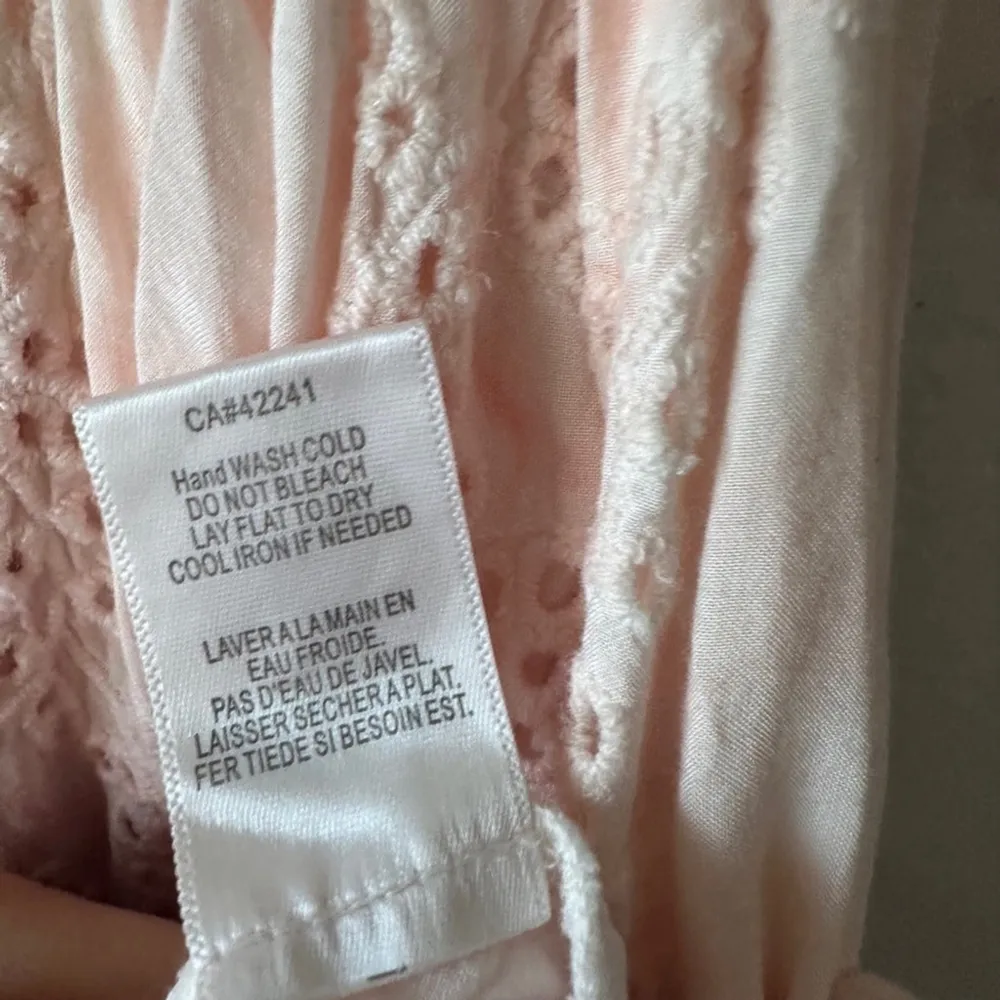 CA#42241
Hand WASH COLD
DO NOT BLEACH
LAY FLAT TO DRY
COOL IRON IF NEEDED
LAVER A LA MAIN EN
EAU FROIDE.
PAS D'EAU DE JAVEL.
LAISSER SECHER A PLAT.
FER TIEDE SI BESOIN EST.